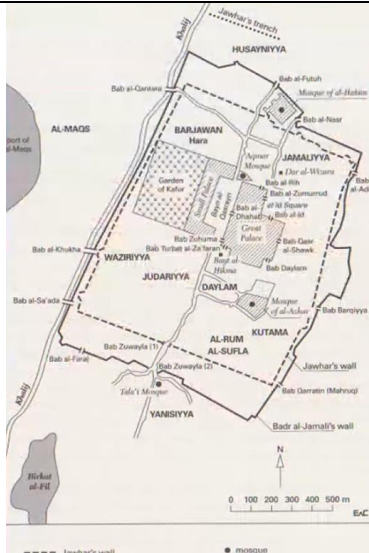 Jawhar's trench
Khalij
HUSAYNIYYA
Bab al-Futuh
Bab al-Qantara
Mosque of al-Hakim
Bab al-Nasr
AL-MAQS
BARJAWAN
Hara
Aqmar
Mosque
JAMALIYYA
port of
al-Maqs
Dar al-Wizara
Garden
of Kafur
Small Palace
Bab al-Rih
Bab al-Zumurrud
Bab al-
Dhahab
al-Id Square
Bab al-Id
Great
Palace
Bab al-Khukha
WAZIRIYYA
Bab Zuhuma
Bab Turbat al-Za'faran
Bab Qasr
al-Shawk
Bayt al-
Hikma
Bab Daylam
JUDARIYYA
DAYLAM
Bab al-Sa'ada
Mosque
of al-Azhar
Bab Barqiyya
KUTAMA
AL-RUM
AL-SUFLA
Jawhar's wall
Bab al-Faraj
Bab Zuwayla (1)
Bab Zuwayla (2)
Bab Qarratin (Mahruq)
Tala'i Mosque
YANISIYYA
Badr al-Jamali's wall
Khalij
Birkat
al-Fil
N
0 100 200 300 400 500 m
Jawhar's wall
mosque